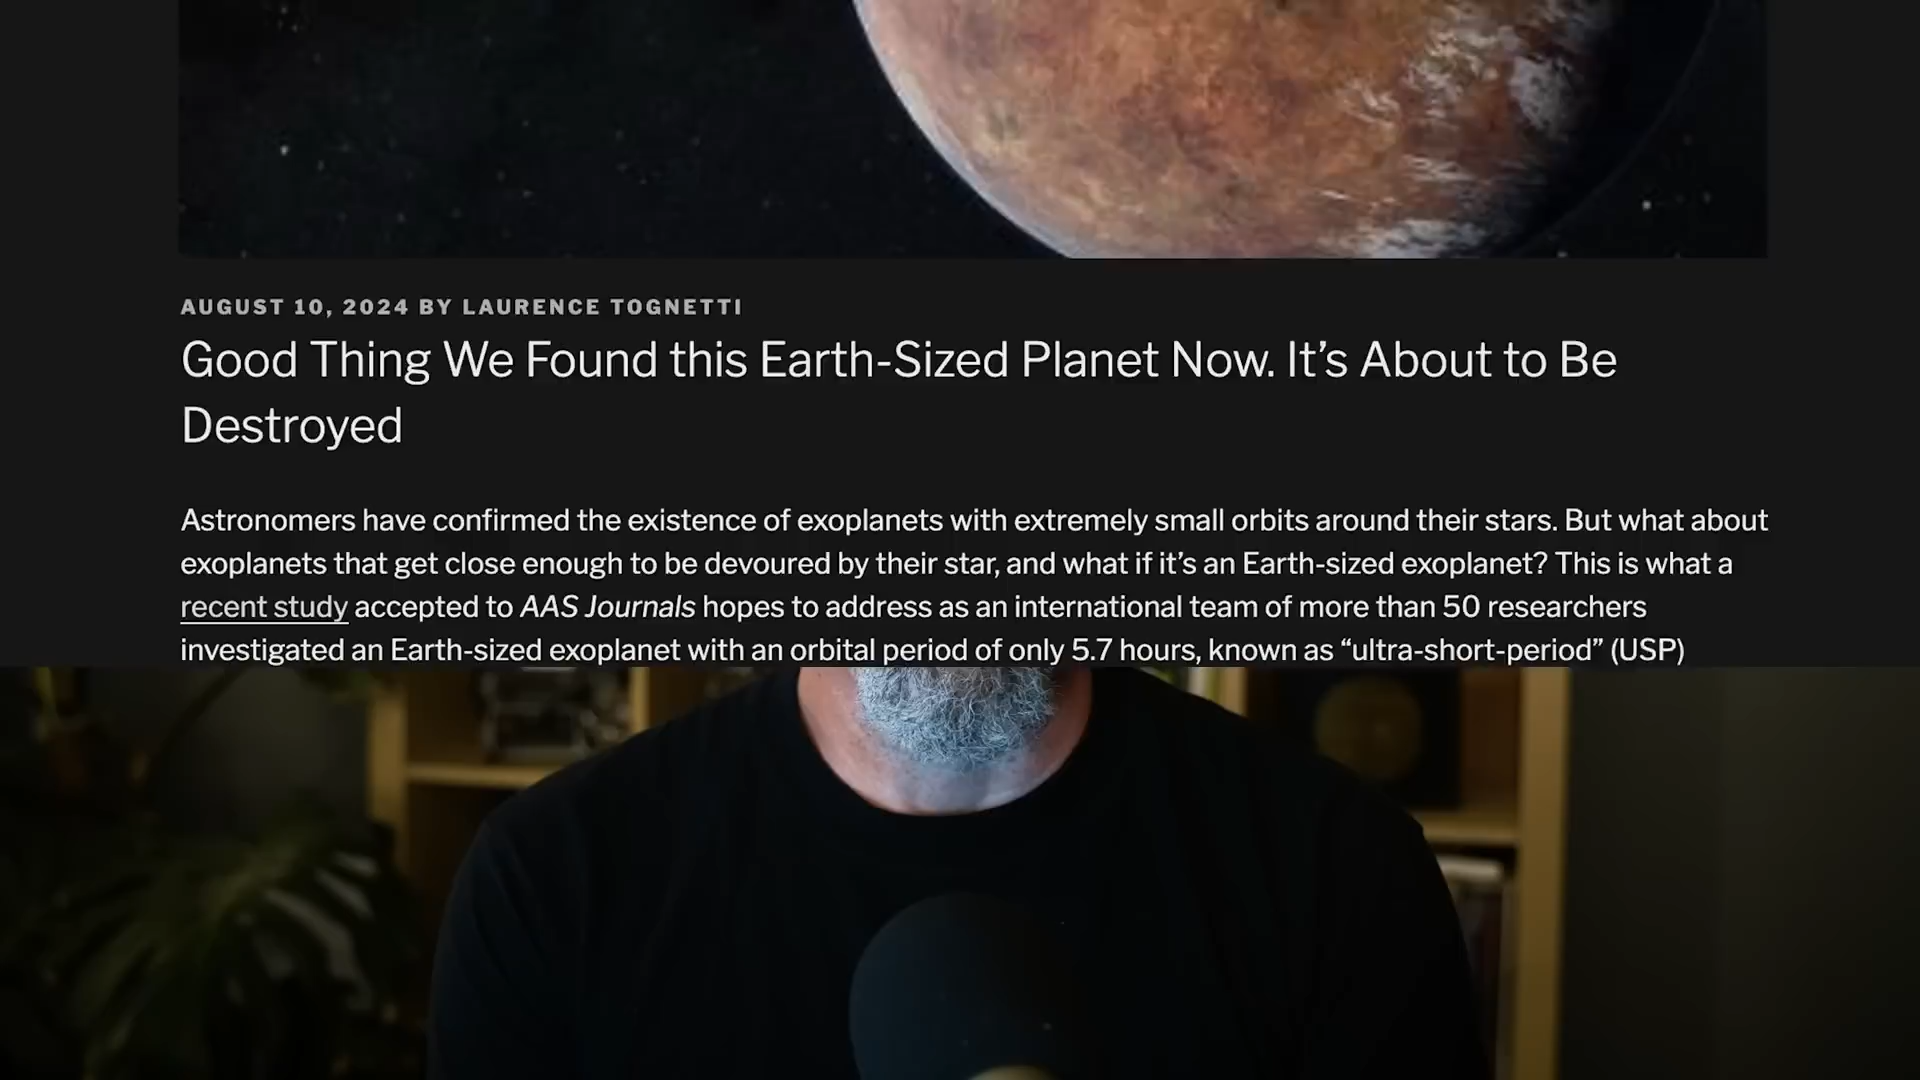 AUGUST 10, 2024 BY LAURENCE TOGNETTI
Good Thing We Found this Earth-Sized Planet Now. It’s About to Be
Destroyed
Astronomers have confirmed the existence of exoplanets with extremely small orbits around their stars. But what about
exoplanets that get close enough to be devoured by their star, and what if it’s an Earth-sized exoplanet? This is what a
recent study accepted to AAS Journals hopes to address as an international team of more than 50 researchers
investigated an Earth-sized exoplanet with an orbital period of only 5.7 hours, known as “ultra-short-period” (USP)